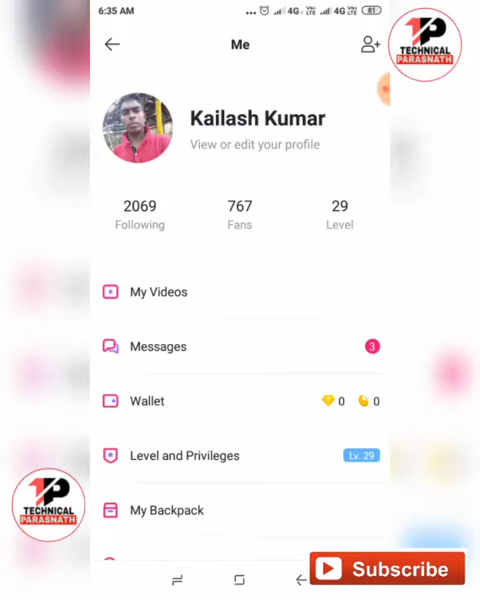 6:35 AM
... 4G VoLTE 4G VoLTE 81
Me
TECHNICAL
PARASNATH
Kailash Kumar
View or edit your profile
2069 767 29
Following Fans Level
My Videos
Messages 3
Wallet 0 0
Level and Privileges Lv. 29
My Backpack
TECHNICAL
PARASNATH
Subscribe